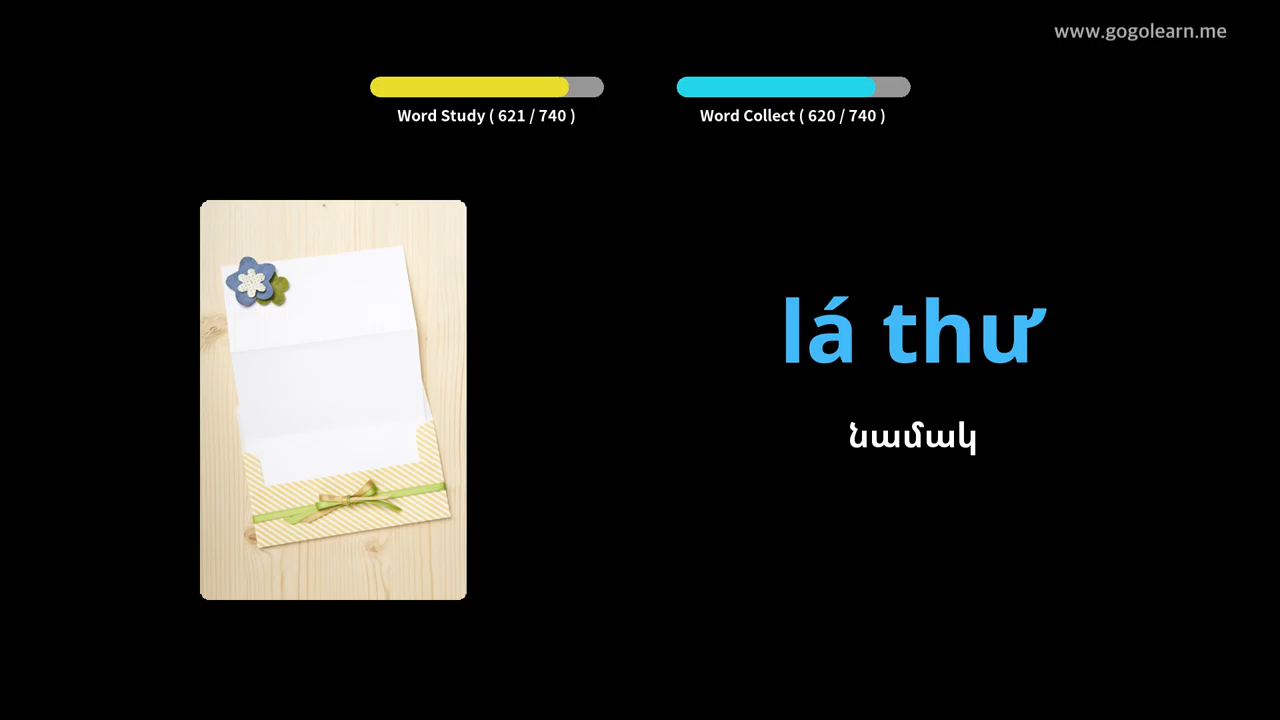 www.gogolearn.me
Word Study ( 621 / 740 )
Word Collect ( 620 / 740 )
lá thư
նամակ